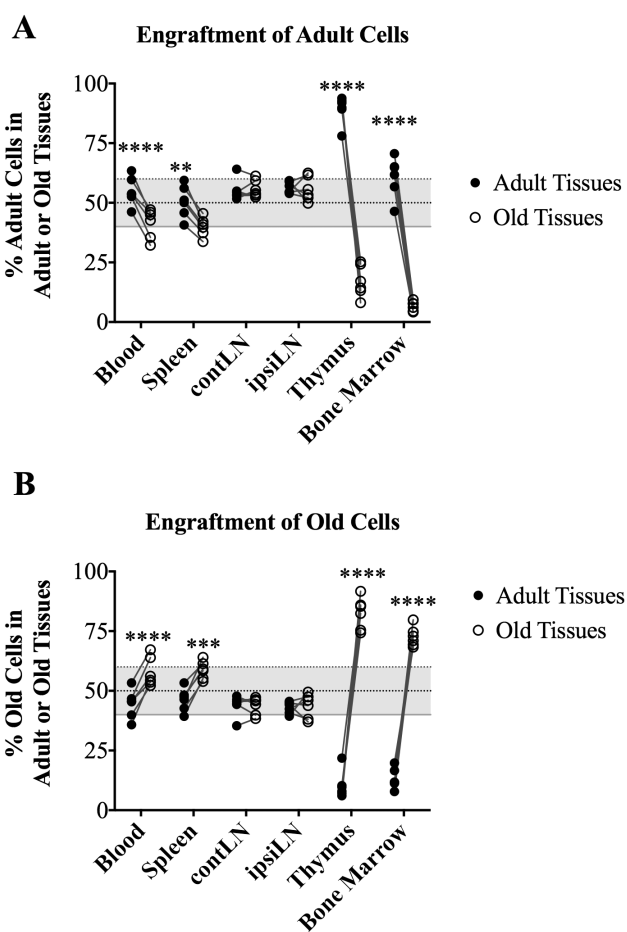 A
Engraftment of Adult Cells
% Adult Cells in
Adult or Old Tissues
100
75
50
25
0
****
**
****
****
Blood
Spleen
contLN
ipsiLN
Thymus
Bone Marrow
Adult Tissues
Old Tissues
B
Engraftment of Old Cells
% Old Cells in
Adult or Old Tissues
100
75
50
25
0
****
***
****
****
Blood
Spleen
contLN
ipsiLN
Thymus
Bone Marrow
Adult Tissues
Old Tissues